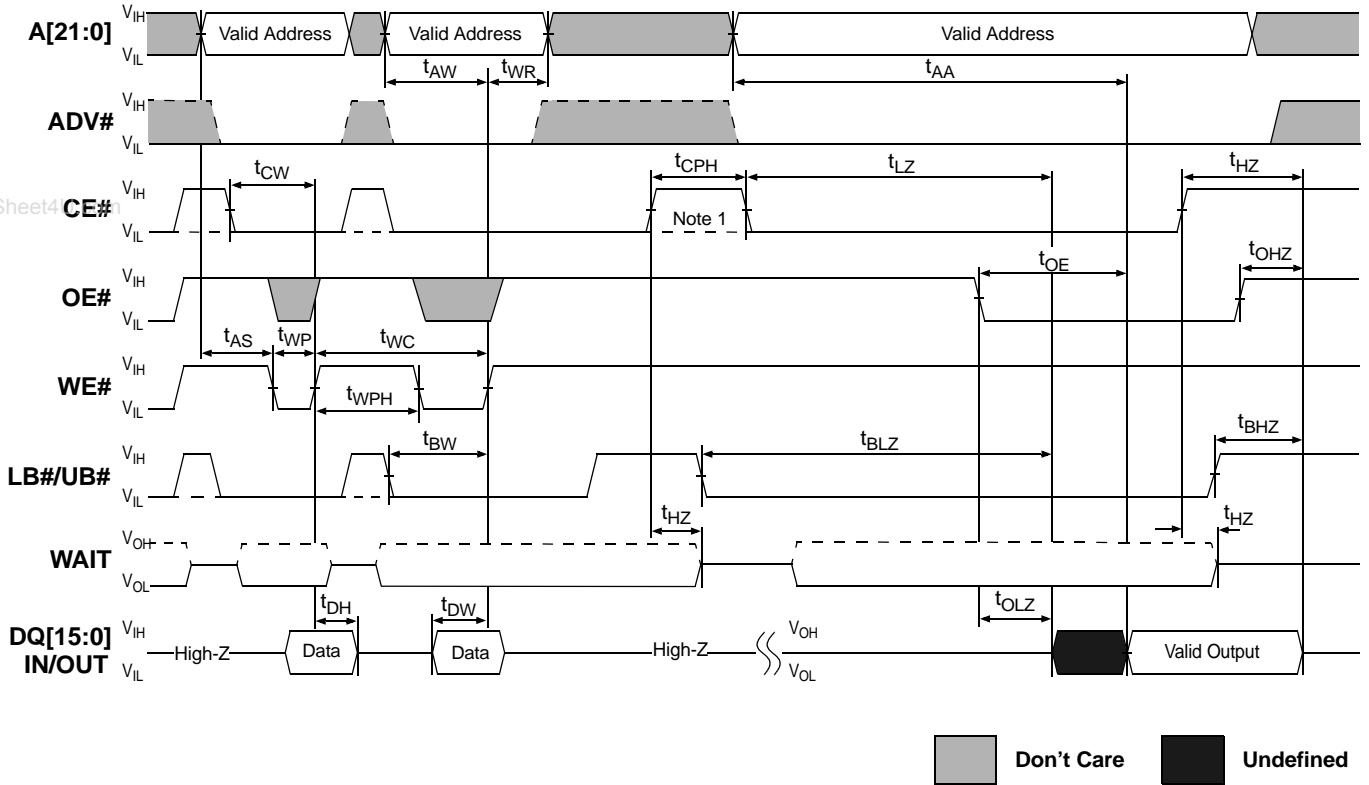 A[21:0] VIH Valid Address Valid Address Valid Address
VIL
tAW tWR tAA
ADV# VIH
VIL
tCW tCPH tLZ tHZ
CE# VIH Note 1
VIL
OE# VIH tOE tOHZ
VIL
tAS tWP tWC
WE# VIH
VIL tWPH
tBW tBLZ tBHZ
LB#/UB# VIH
VIL
tHZ tHZ
WAIT VOH
VOL
tDH tDW tOLZ
DQ[15:0] VIH High-Z Data Data High-Z VOH Valid Output
IN/OUT VIL VOL
Don't Care Undefined